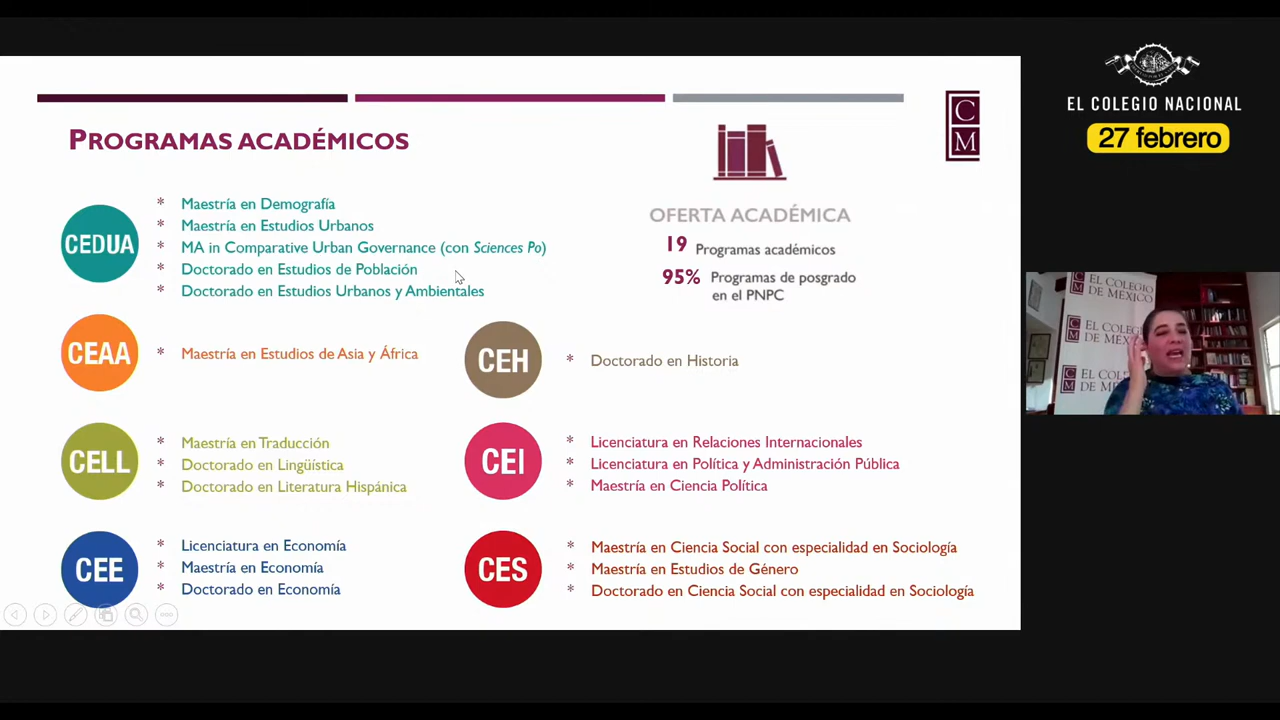 PROGRAMAS ACADÉMICOS
C
M
CEDUA
* Maestría en Demografía
* Maestría en Estudios Urbanos
* MA in Comparative Urban Governance (con Sciences Po)
* Doctorado en Estudios de Población
* Doctorado en Estudios Urbanos y Ambientales
OFERTA ACADÉMICA
19 Programas académicos
95% Programas de posgrado
en el PNPC
CEAA
* Maestría en Estudios de Asia y África
CEH
* Doctorado en Historia
CELL
* Maestría en Traducción
* Doctorado en Lingüística
* Doctorado en Literatura Hispánica
CEI
* Licenciatura en Relaciones Internacionales
* Licenciatura en Política y Administración Pública
* Maestría en Ciencia Política
CEE
* Licenciatura en Economía
* Maestría en Economía
* Doctorado en Economía
CES
* Maestría en Ciencia Social con especialidad en Sociología
* Maestría en Estudios de Género
* Doctorado en Ciencia Social con especialidad en Sociología
EL COLEGIO NACIONAL
27 febrero
EL COLEGIO
DE MÉXICO